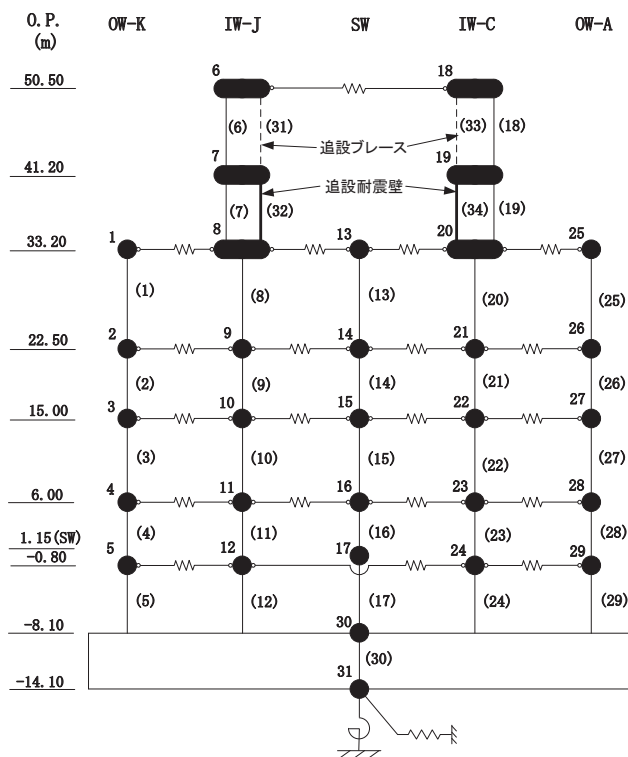 O.P. OW-K IW-J SW IW-C OW-A
(m)
50.50 6 18
(6) (31) (33) (18)
追設ブレース
41.20 7 19
追設耐震壁
(7) (32) (34) (19)
33.20 1 8 13 20 25
(1) (8) (13) (20) (25)
22.50 2 9 14 21 26
(2) (9) (14) (21) (26)
15.00 3 10 15 22 27
(3) (10) (15) (22) (27)
6.00 4 11 16 23 28
(4) (11) (16) (23) (28)
1.15(SW)
-0.80 5 12 17 24 29
(5) (12) (17) (24) (29)
-8.10 30
(30)
-14.10 31